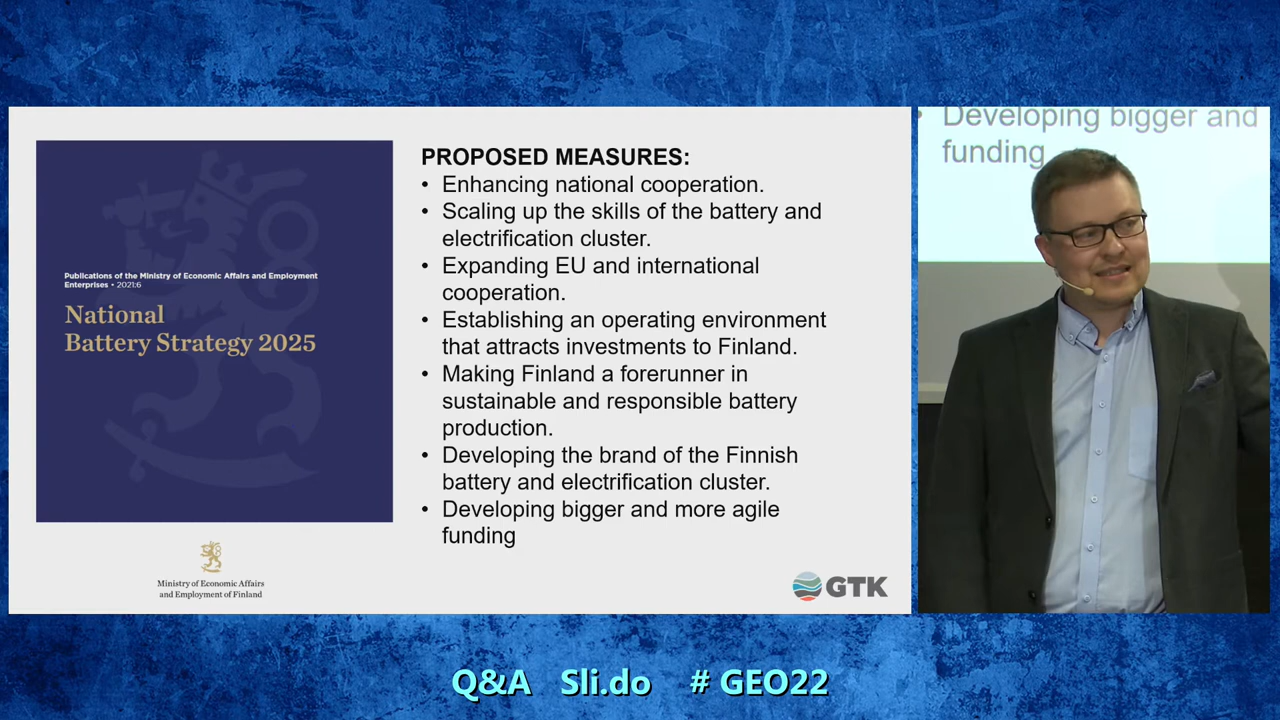 Publications of the Ministry of Economic Affairs and Employment
Enterprises • 2021:6
National
Battery Strategy 2025
Ministry of Economic Affairs
and Employment of Finland
PROPOSED MEASURES:
• Enhancing national cooperation.
• Scaling up the skills of the battery and
electrification cluster.
• Expanding EU and international
cooperation.
• Establishing an operating environment
that attracts investments to Finland.
• Making Finland a forerunner in
sustainable and responsible battery
production.
• Developing the brand of the Finnish
battery and electrification cluster.
• Developing bigger and more agile
funding
GTK
• Developing bigger and
funding
Q&A Sli.do # GEO22